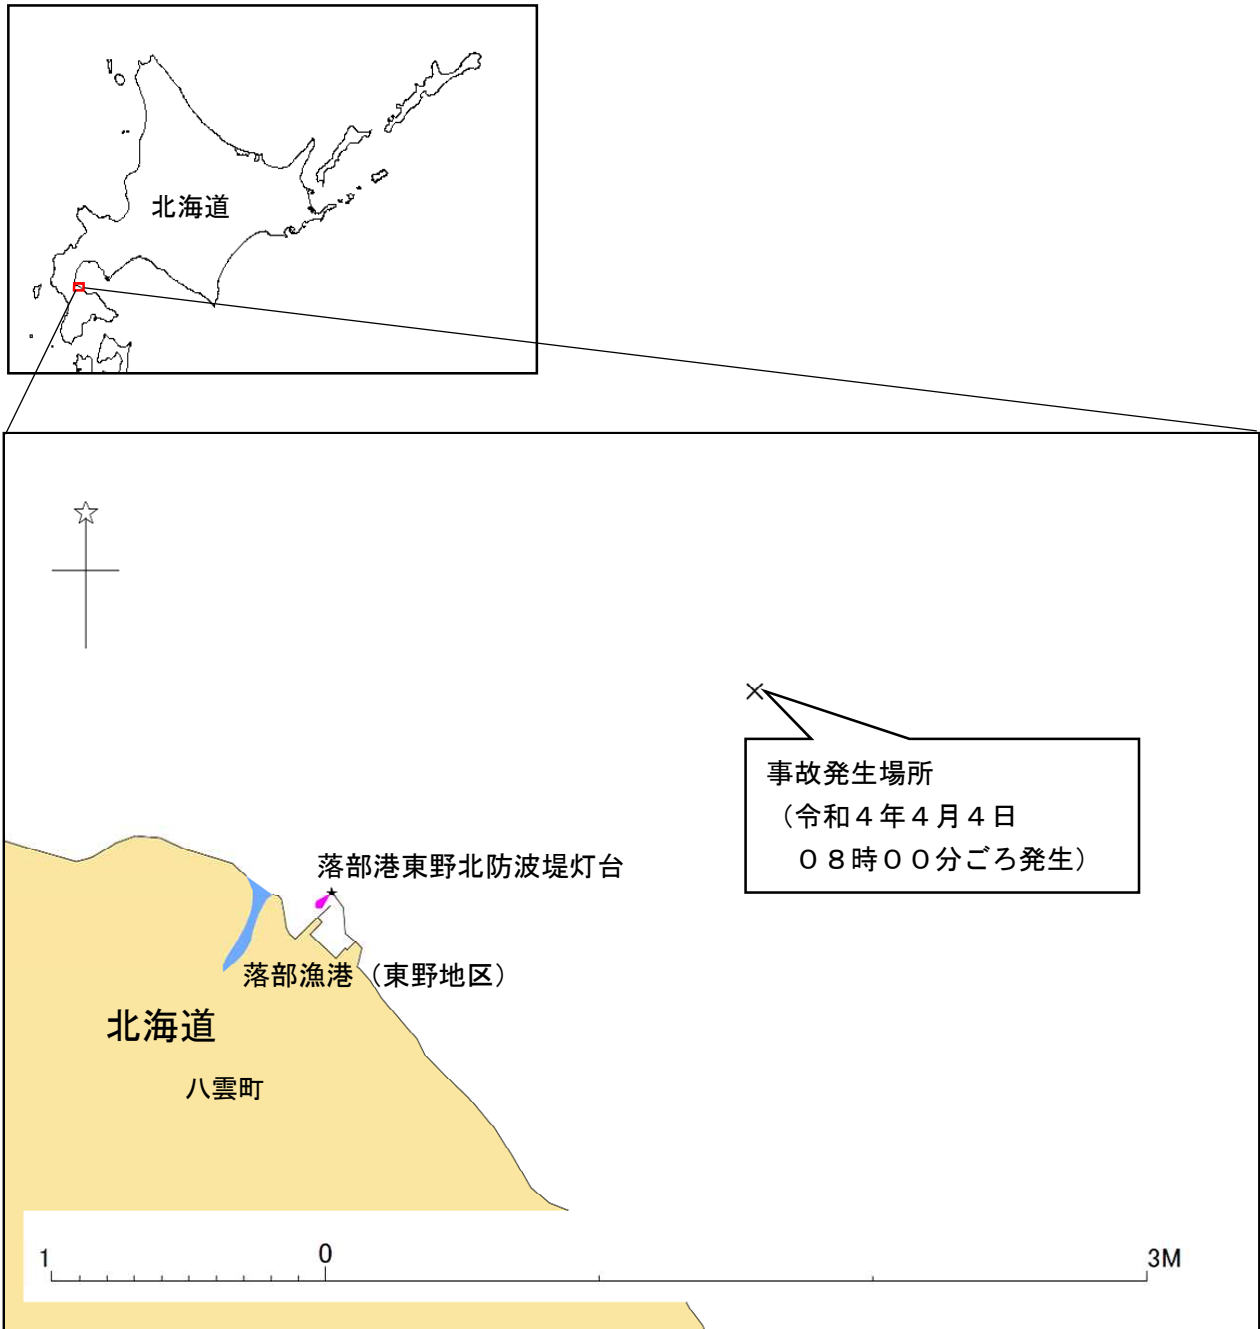 北海道
事故発生場所
（令和４年４月４日
０８時００分ごろ発生）
落部港東野北防波堤灯台
落部漁港（東野地区）
北海道
八雲町
1 0 3M